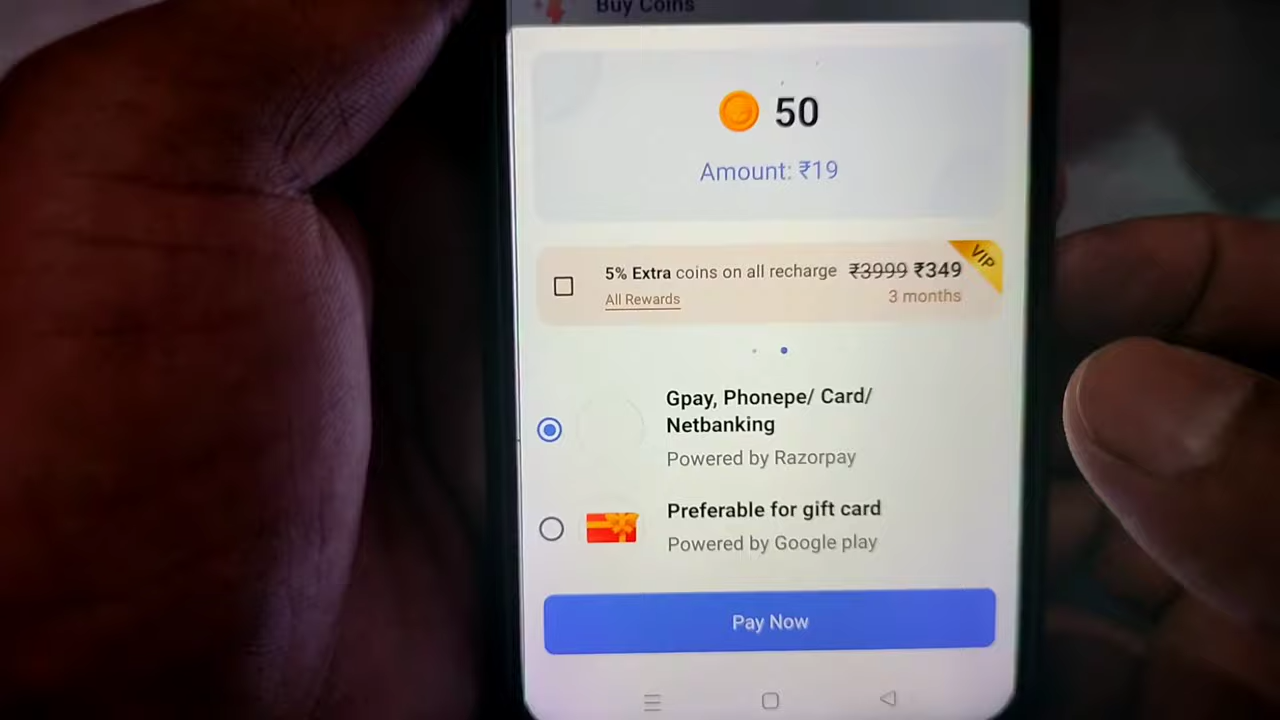 Buy Coins
50
Amount: ₹19
VIP
5% Extra coins on all recharge ₹3999 ₹349
All Rewards 3 months
Gpay, Phonepe/ Card/
Netbanking
Powered by Razorpay
Preferable for gift card
Powered by Google play
Pay Now